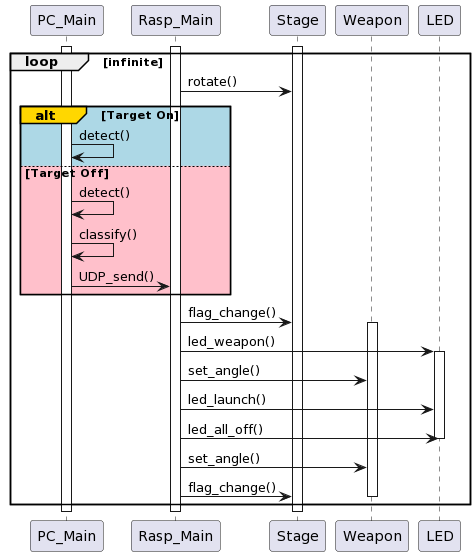 PC_Main Rasp_Main Stage Weapon LED
loop [infinite]
rotate()
alt [Target On]
detect()
[Target Off]
detect()
classify()
UDP_send()
flag_change()
led_weapon()
set_angle()
led_launch()
led_all_off()
set_angle()
flag_change()
PC_Main Rasp_Main Stage Weapon LED